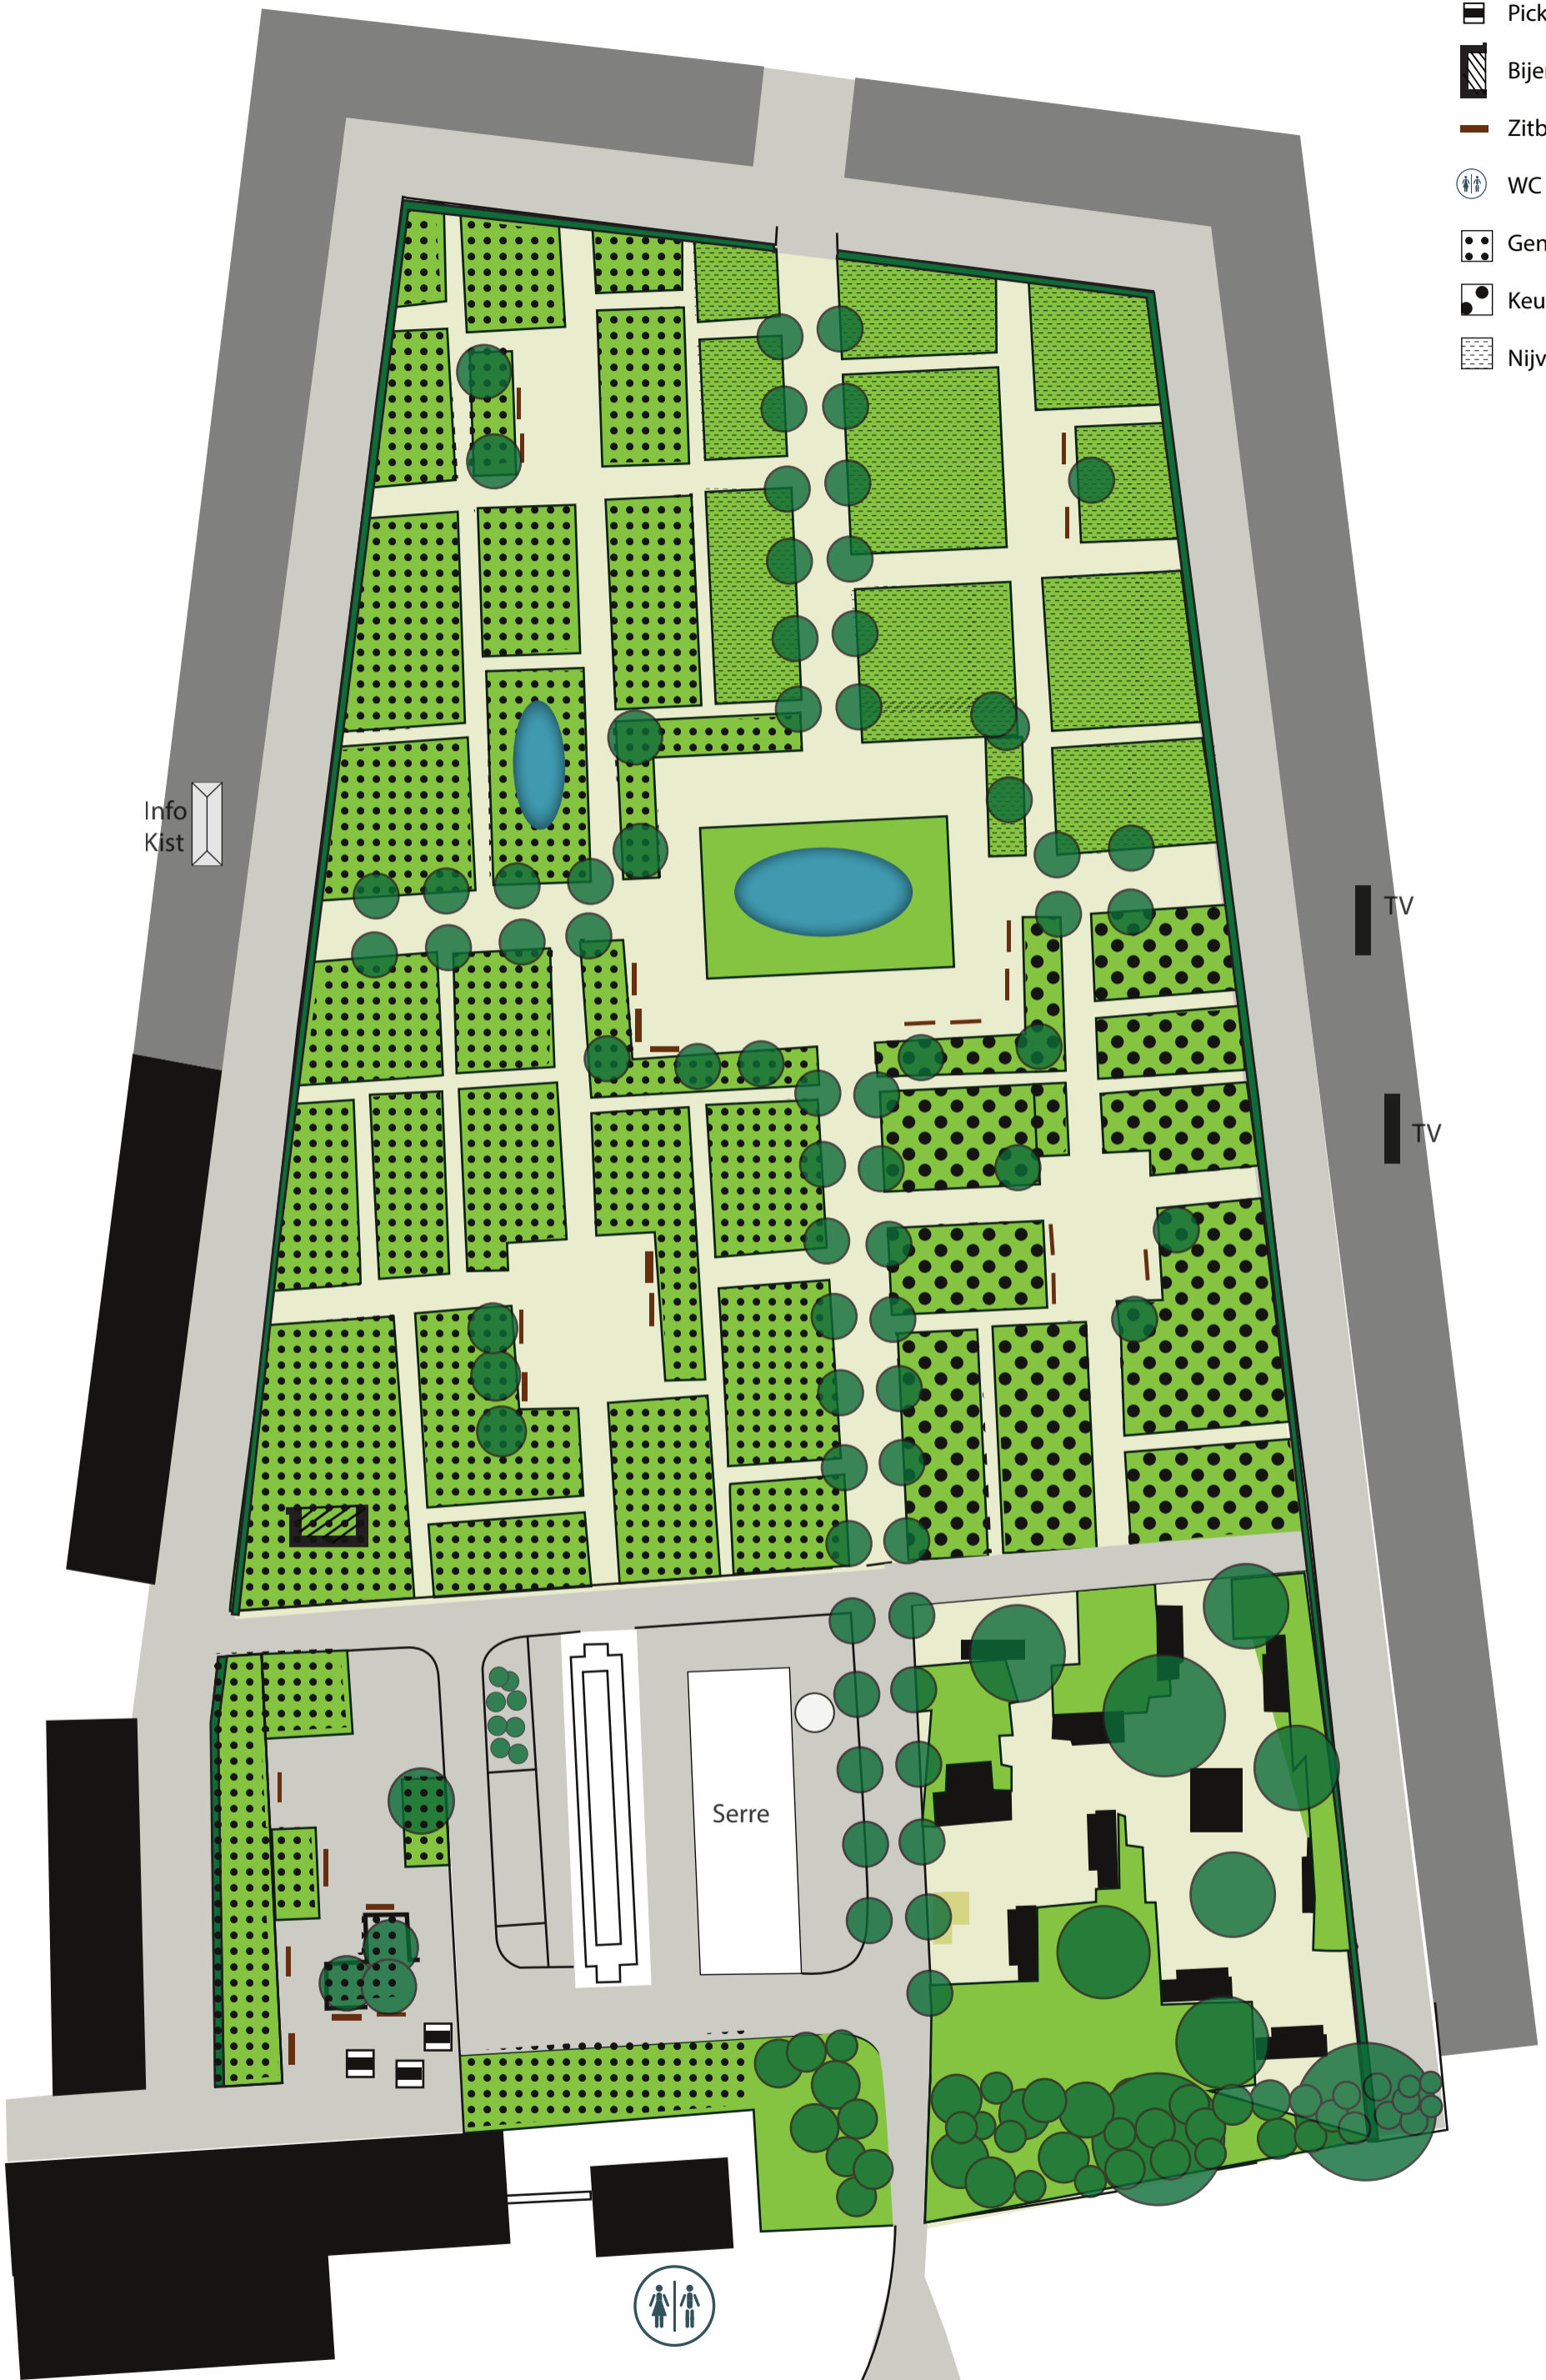 Pick
Bijen
Zitb
WC
Gen
Keu
Nijv
Info
Kist
TV
TV
Serre